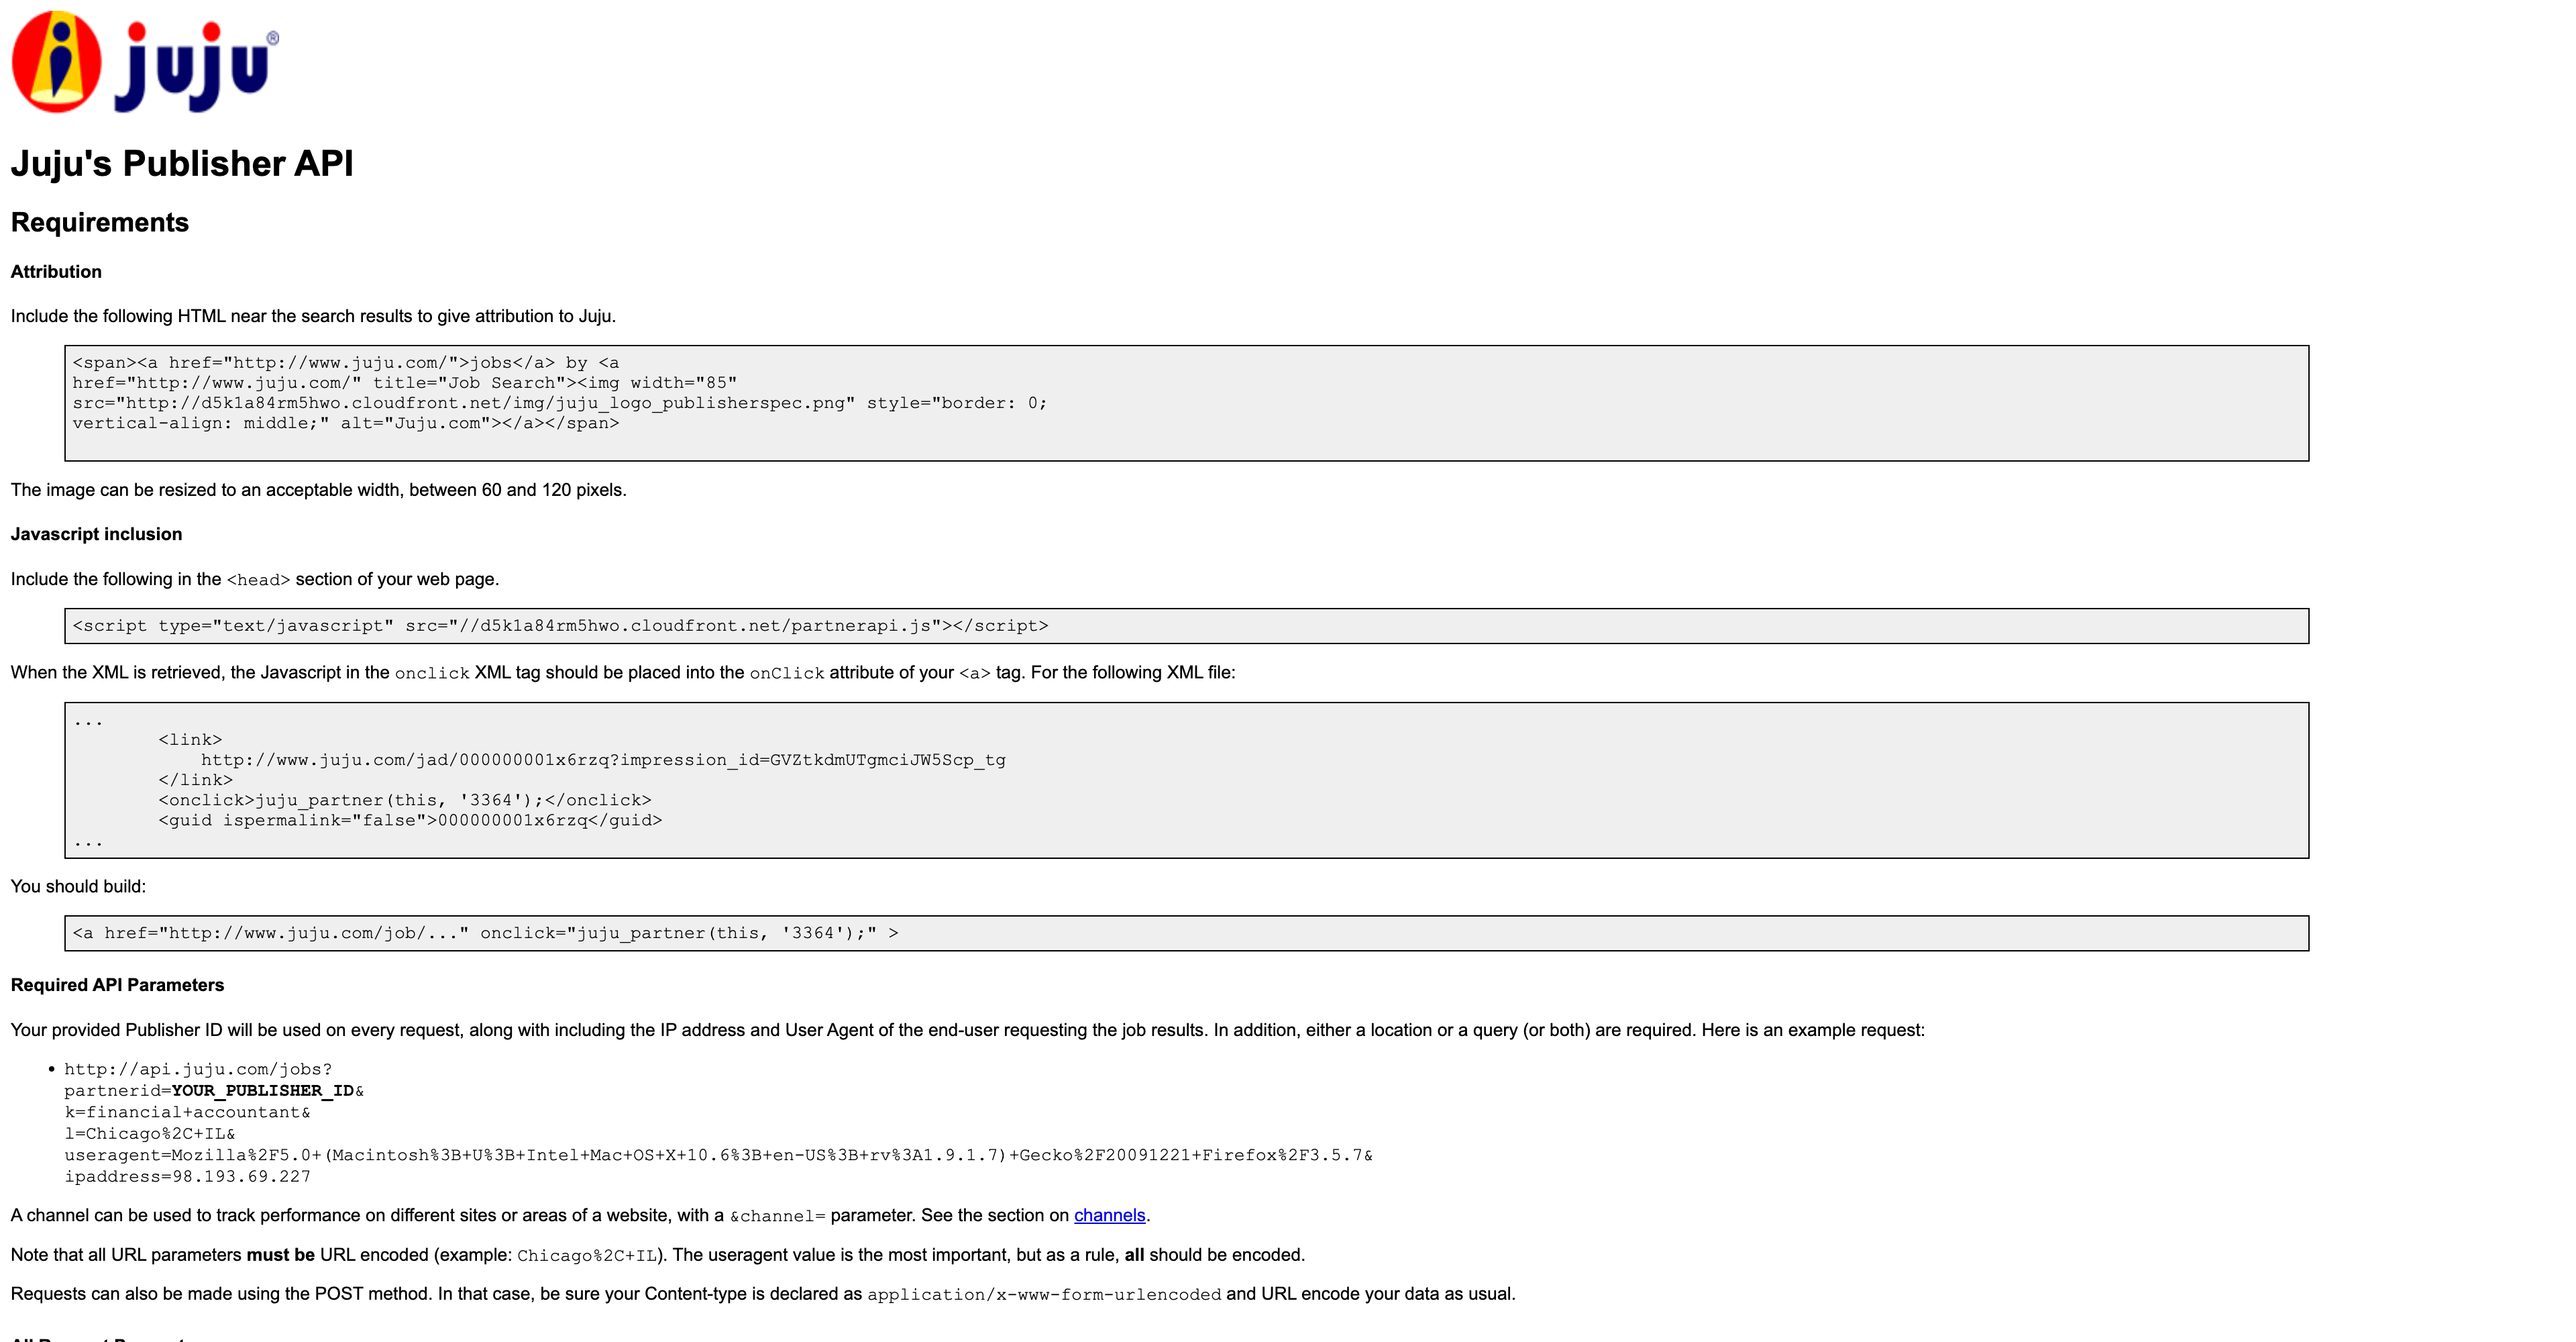 juju®
Juju's Publisher API
Requirements
Attribution
Include the following HTML near the search results to give attribution to Juju.
<span><a href="http://www.juju.com/">jobs</a> by <a
href="http://www.juju.com/" title="Job Search"><img width="85"
src="http://d5k1a84rm5hwo.cloudfront.net/img/juju_logo_publisherspec.png" style="border: 0;
vertical-align: middle;" alt="Juju.com"></a></span>
The image can be resized to an acceptable width, between 60 and 120 pixels.
Javascript inclusion
Include the following in the <head> section of your web page.
<script type="text/javascript" src="//d5k1a84rm5hwo.cloudfront.net/partnerapi.js"></script>
When the XML is retrieved, the Javascript in the onclick XML tag should be placed into the onClick attribute of your <a> tag. For the following XML file:
...
<link>
http://www.juju.com/jad/000000001x6rzq?impression_id=GVZtkdmUTgmciJW5Scp_tg
</link>
<onclick>juju_partner(this, '3364');</onclick>
<guid ispermalink="false">000000001x6rzq</guid>
...
You should build:
<a href="http://www.juju.com/job/..." onclick="juju_partner(this, '3364');" >
Required API Parameters
Your provided Publisher ID will be used on every request, along with including the IP address and User Agent of the end-user requesting the job results. In addition, either a location or a query (or both) are required. Here is an example request:
• http://api.juju.com/jobs?
partnerid=YOUR_PUBLISHER_ID&
k=financial+accountant&
l=Chicago%2C+IL&
useragent=Mozilla%2F5.0+(Macintosh%3B+U%3B+Intel+Mac+OS+X+10.6%3B+en-US%3B+rv%3A1.9.1.7)+Gecko%2F20091221+Firefox%2F3.5.7&
ipaddress=98.193.69.227
A channel can be used to track performance on different sites or areas of a website, with a &channel= parameter. See the section on channels.
Note that all URL parameters must be URL encoded (example: Chicago%2C+IL). The useragent value is the most important, but as a rule, all should be encoded.
Requests can also be made using the POST method. In that case, be sure your Content-type is declared as application/x-www-form-urlencoded and URL encode your data as usual.